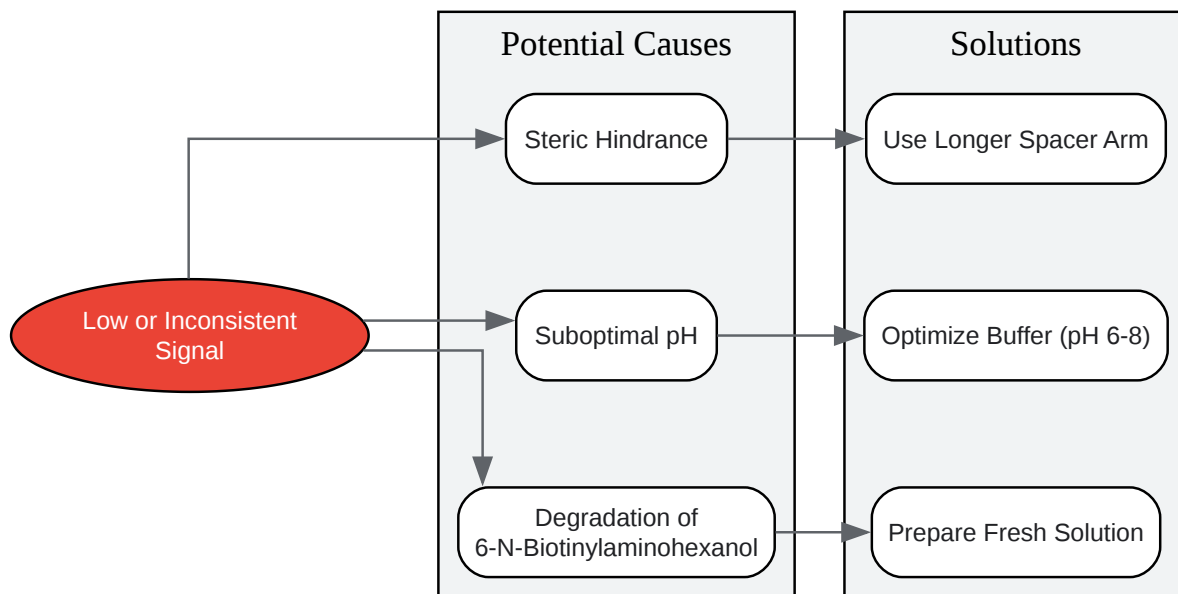 Potential Causes
Solutions
Steric Hindrance
Use Longer Spacer Arm
Low or Inconsistent
Signal
Suboptimal pH
Optimize Buffer (pH 6-8)
Degradation of
6-N-Biotinylaminohexanol
Prepare Fresh Solution